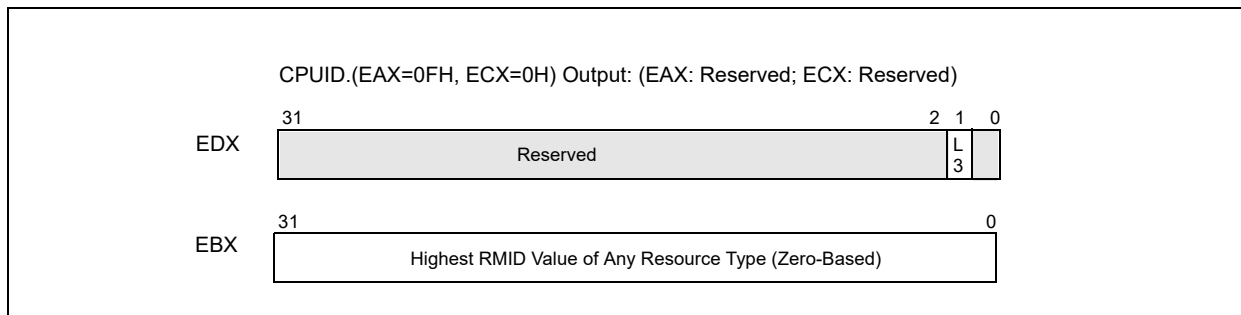 CPUID.(EAX=0FH, ECX=0H) Output: (EAX: Reserved; ECX: Reserved)
31 2 1 0
EDX Reserved L
3
31 0
EBX Highest RMID Value of Any Resource Type (Zero-Based)